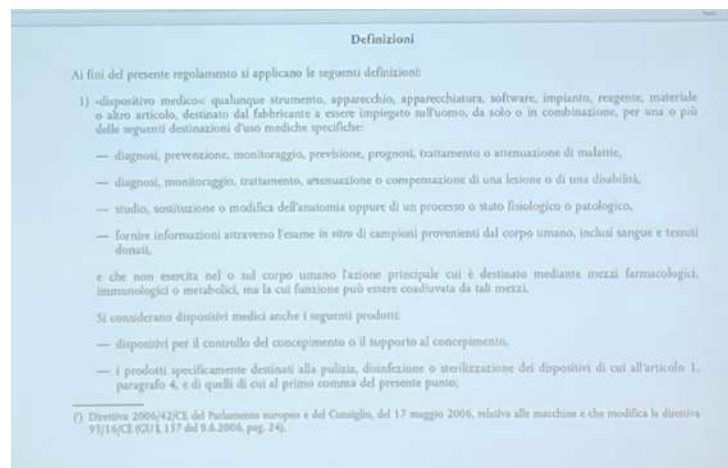 Definizioni
Ai fini del presente regolamento si applicano le seguenti definizioni:
1) «dispositivo medico»: qualunque strumento, apparecchio, apparecchiatura, software, impianto, reagente, materiale
o altro articolo, destinato dal fabbricante a essere impiegato sull'uomo, da solo o in combinazione, per una o più
delle seguenti destinazioni d'uso mediche specifiche:
— diagnosi, prevenzione, monitoraggio, previsione, prognosi, trattamento o attenuazione di malattie,
— diagnosi, monitoraggio, trattamento, attenuazione o compensazione di una lesione o di una disabilità,
— studio, sostituzione o modifica dell'anatomia oppure di un processo o stato fisiologico o patologico,
— fornire informazioni attraverso l'esame in vitro di campioni provenienti dal corpo umano, inclusi sangue e tessuti
donati,
e che non esercita nel o sul corpo umano l'azione principale cui è destinato mediante mezzi farmacologici,
immunologici o metabolici, ma la cui funzione può essere coadiuvata da tali mezzi.
Si considerano dispositivi medici anche i seguenti prodotti:
— dispositivi per il controllo del concepimento o il supporto al concepimento,
— i prodotti specificamente destinati alla pulizia, disinfezione o sterilizzazione dei dispositivi di cui all'articolo 1,
paragrafo 4, e di quelli di cui al primo comma del presente punto;
(¹) Direttiva 2006/42/CE del Parlamento europeo e del Consiglio, del 17 maggio 2006, relativa alle macchine e che modifica la direttiva
95/16/CE (GU L 157 del 9.6.2006, pag. 24).